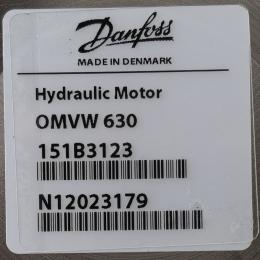 Danfoss
MADE IN DENMARK
Hydraulic Motor
OMVW 630
151B3123
N12023179